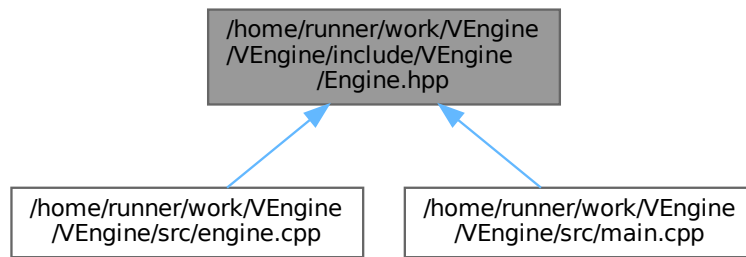 /home/runner/work/VEngine
/VEngine/include/VEngine
/Engine.hpp
/home/runner/work/VEngine
/VEngine/src/engine.cpp
/home/runner/work/VEngine
/VEngine/src/main.cpp